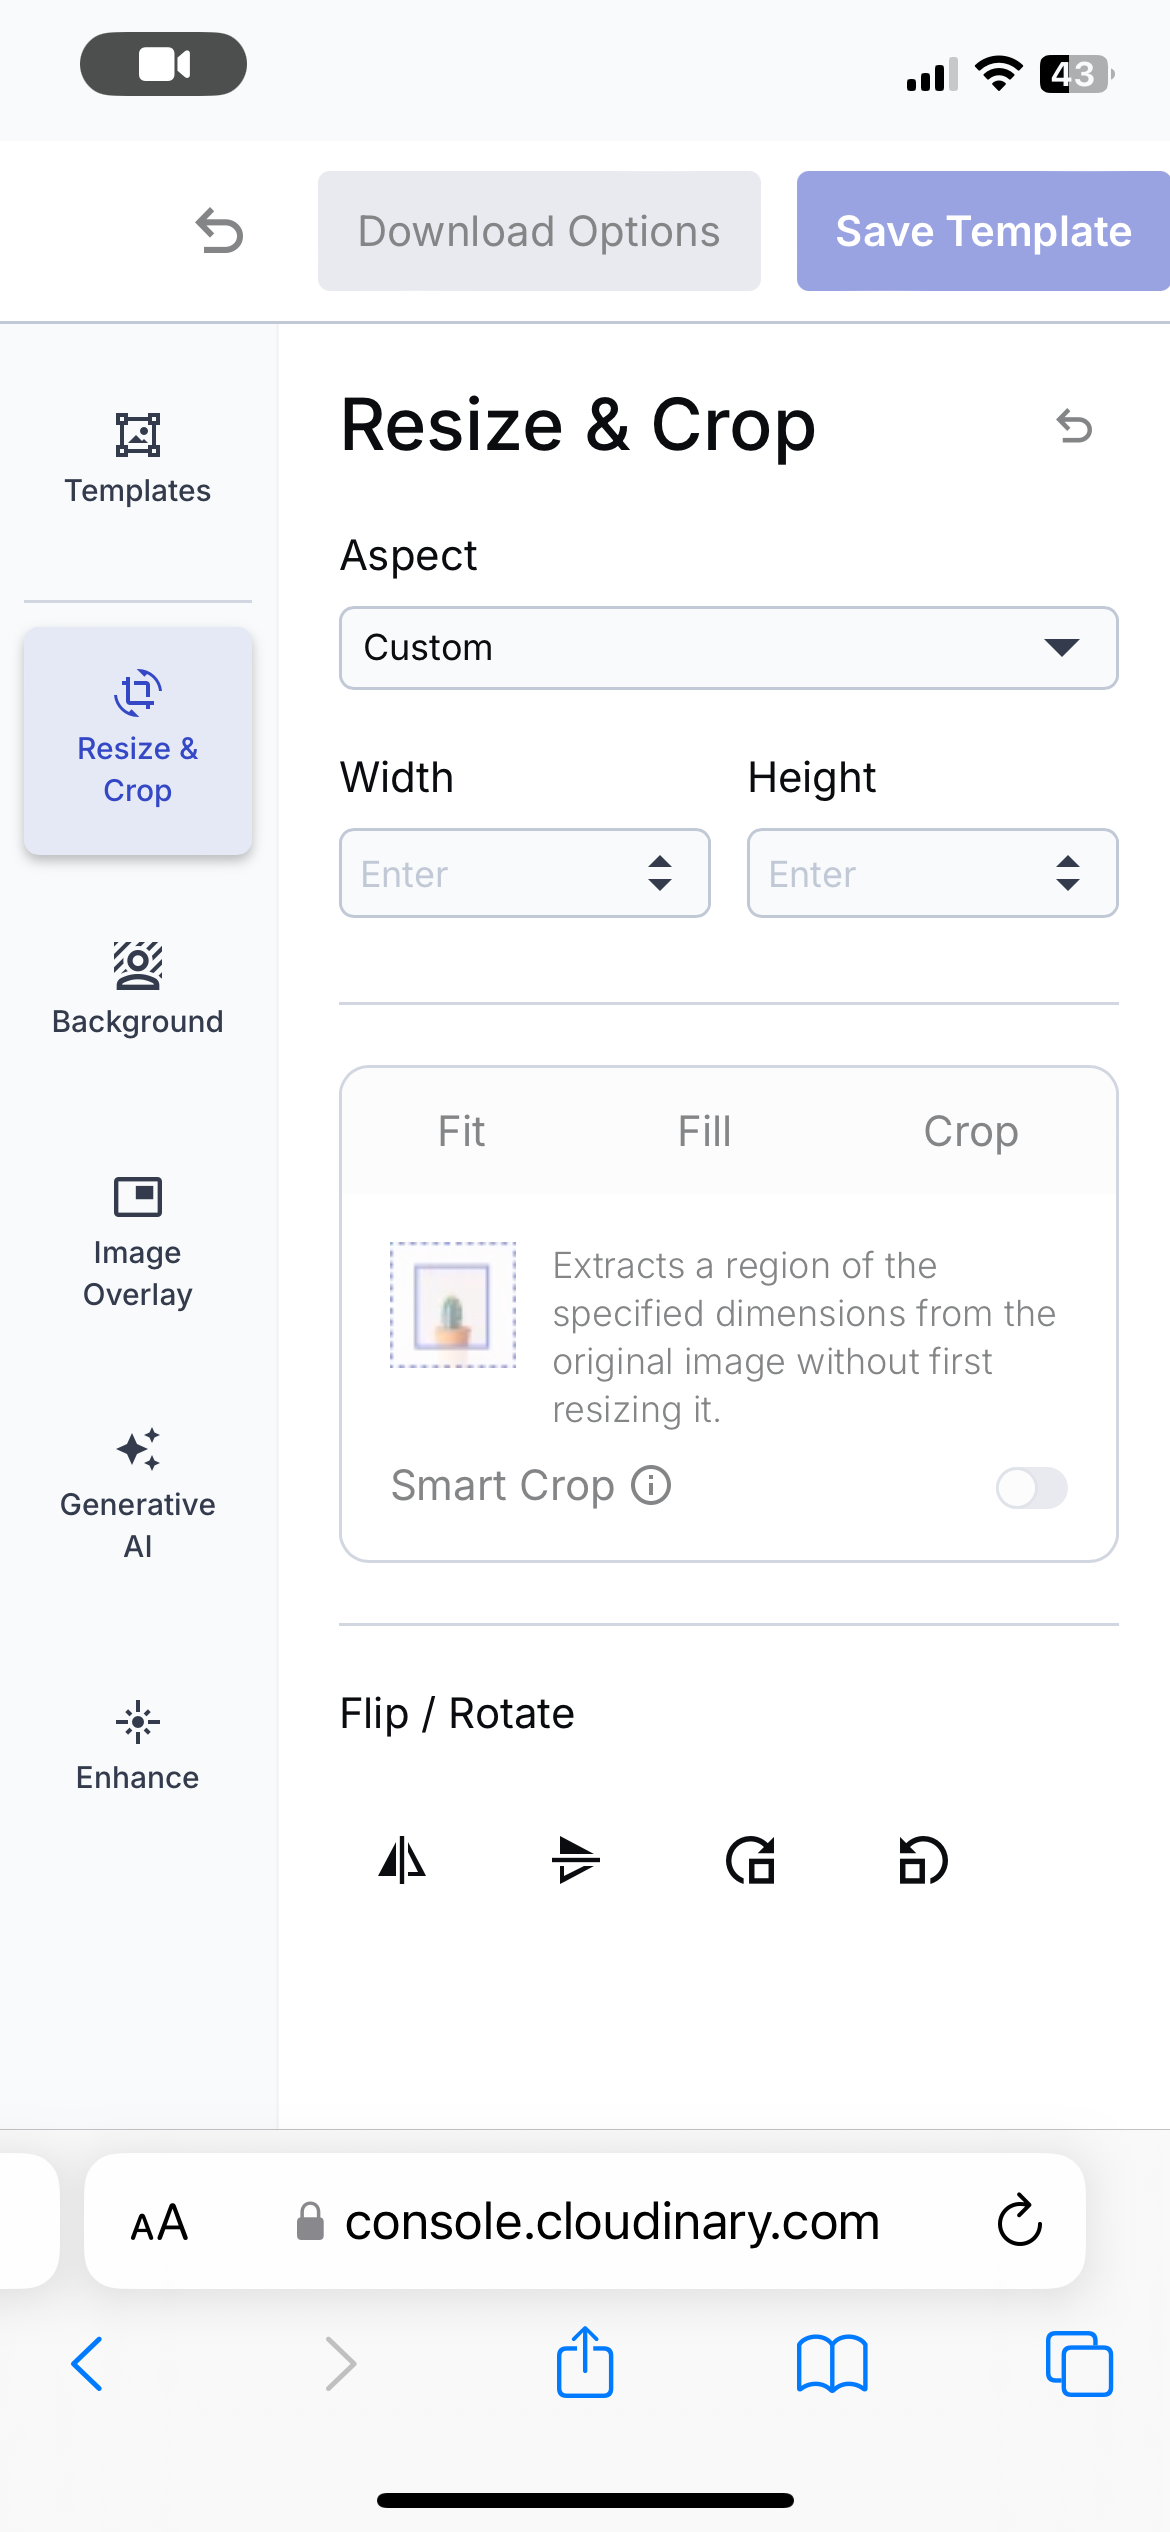 43
Download Options
Save Template
Templates
Resize &
Crop
Background
Image
Overlay
Generative
AI
Enhance
Resize & Crop
Aspect
Custom
Width
Height
Enter
Enter
Fit
Fill
Crop
Extracts a region of the
specified dimensions from the
original image without first
resizing it.
Smart Crop
Flip / Rotate
AA
console.cloudinary.com